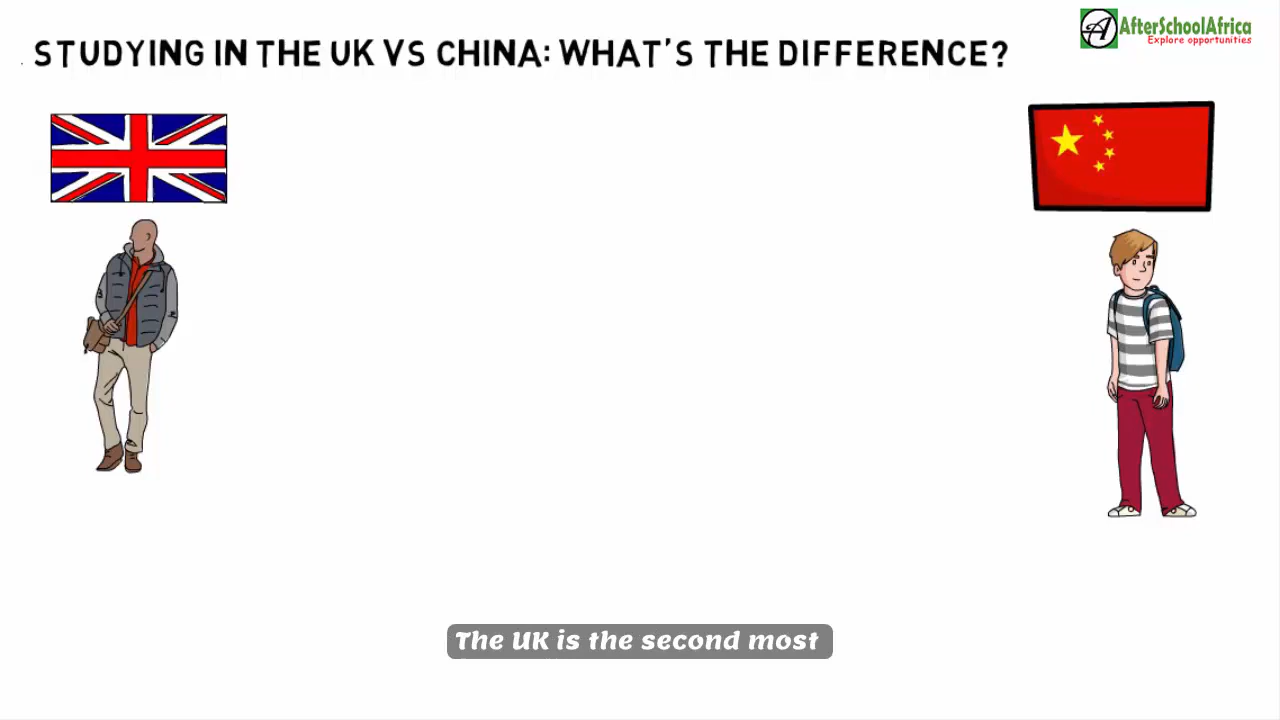 STUDYING IN THE UK VS CHINA: WHAT'S THE DIFFERENCE?
AfterSchoolAfrica
Explore opportunities
The UK is the second most